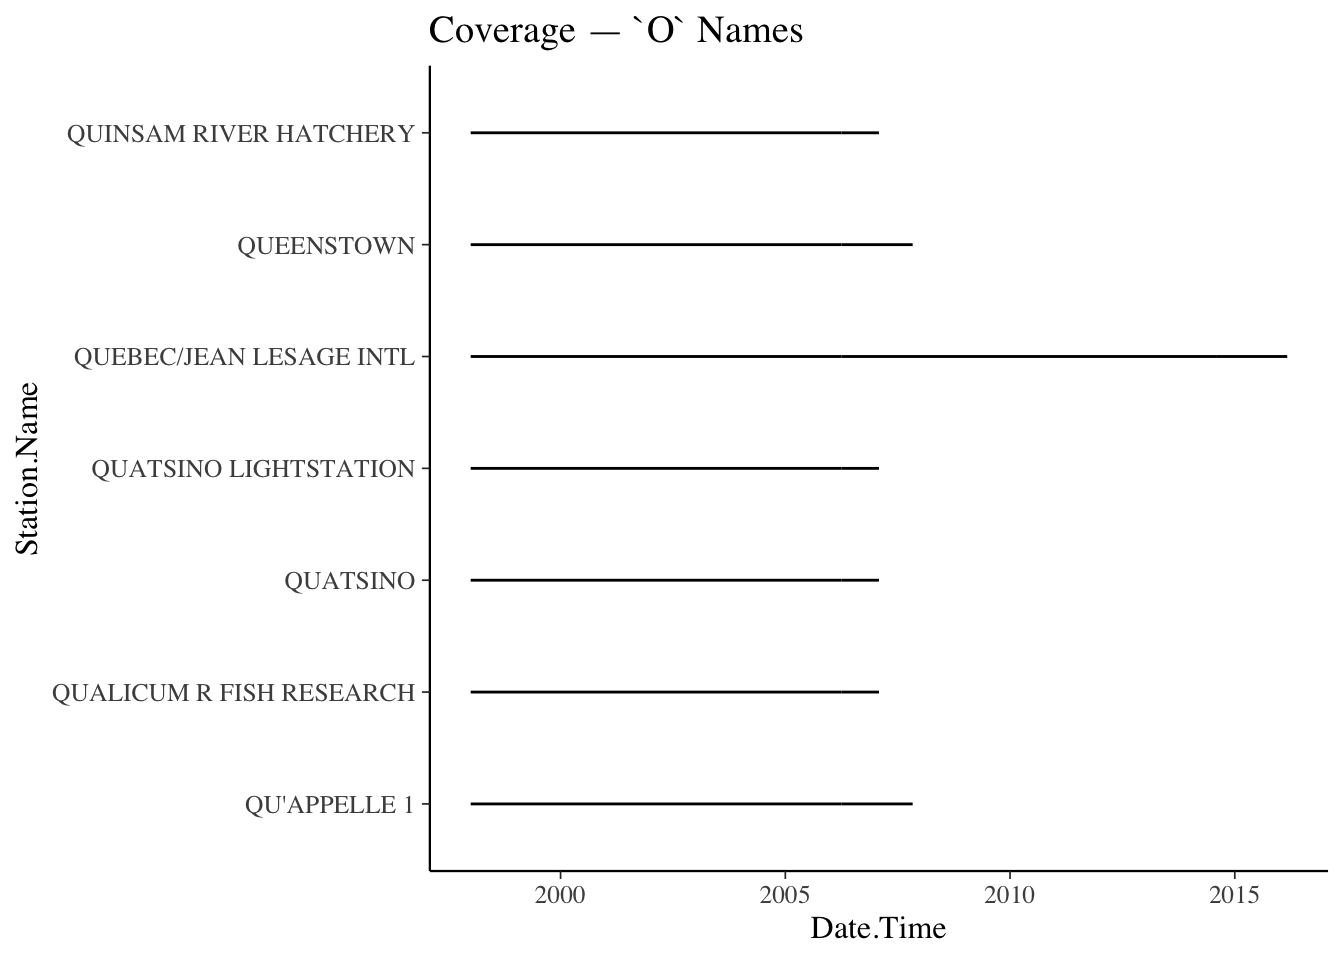 Coverage — `O` Names
QUINSAM RIVER HATCHERY
QUEENSTOWN
QUEBEC/JEAN LESAGE INTL
QUATSINO LIGHTSTATION
QUATSINO
QUALICUM R FISH RESEARCH
QU'APPELLE 1
Station.Name
2000 2005 2010 2015
Date.Time